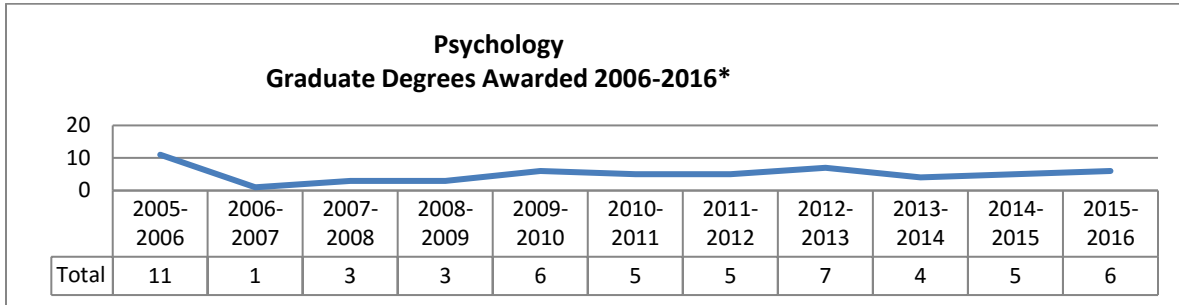 Psychology
Graduate Degrees Awarded 2006-2016*
20
10
0
2005- 2006- 2007- 2008- 2009- 2010- 2011- 2012- 2013- 2014- 2015-
2006 2007 2008 2009 2010 2011 2012 2013 2014 2015 2016
Total 11 1 3 3 6 5 5 7 4 5 6